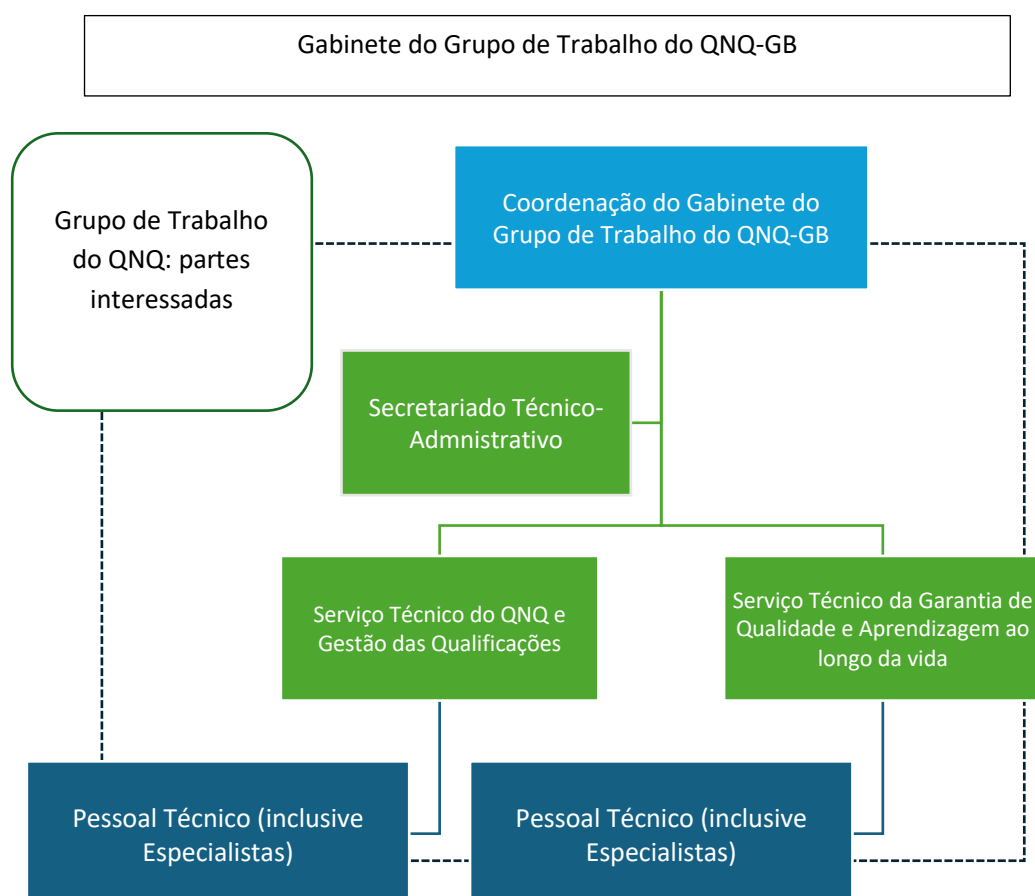 Gabinete do Grupo de Trabalho do QNQ-GB
Grupo de Trabalho
do QNQ: partes
interessadas
Coordenação do Gabinete do
Grupo de Trabalho do QNQ-GB
Secretariado Técnico-
Admnistrativo
Serviço Técnico do QNQ e
Gestão das Qualificações
Serviço Técnico da Garantia de
Qualidade e Aprendizagem ao
longo da vida
Pessoal Técnico (inclusive
Especialistas)
Pessoal Técnico (inclusive
Especialistas)